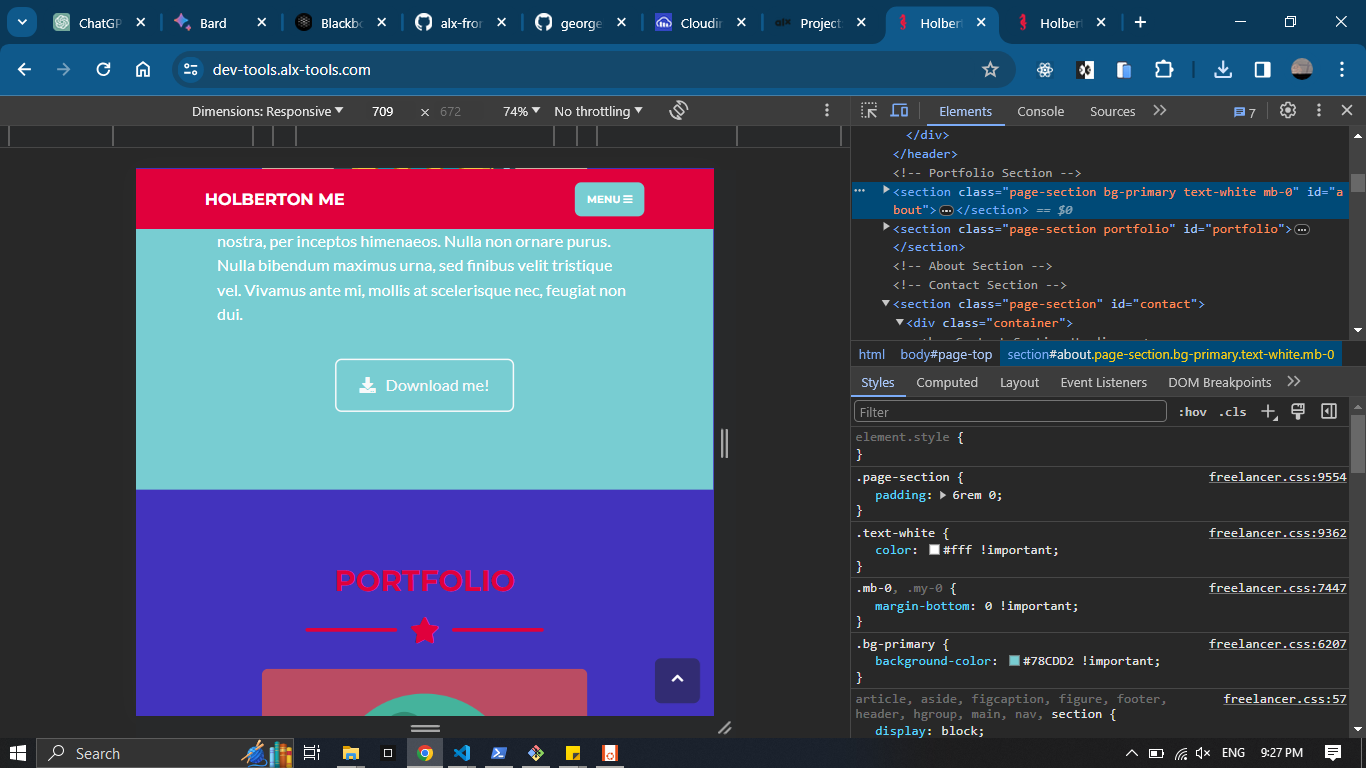 ChatGP
Bard
Blackb
alx-fror
george
Cloudin
Project:
Holbert
Holbert
dev-tools.alx-tools.com
Dimensions: Responsive 709 × 672 74% No throttling
Elements Console Sources 7
</div>
</header>
<!-- Portfolio Section -->
<section class="page-section bg-primary text-white mb-0" id="a
bout"> … </section> == $0
<section class="page-section portfolio" id="portfolio"> …
</section>
<!-- About Section -->
<!-- Contact Section -->
<section class="page-section" id="contact">
<div class="container">
html body#page-top section#about.page-section.bg-primary.text-white.mb-0
Styles Computed Layout Event Listeners DOM Breakpoints
Filter :hov .cls
element.style {
}
.page-section { freelancer.css:9554
padding: 6rem 0;
}
.text-white { freelancer.css:9362
color: #fff !important;
}
.mb-0, .my-0 { freelancer.css:7447
margin-bottom: 0 !important;
}
.bg-primary { freelancer.css:6207
background-color: #78CDD2 !important;
}
article, aside, figcaption, figure, footer, freelancer.css:57
header, hgroup, main, nav, section {
display: block;
HOLBERTON ME MENU
nostra, per inceptos himenaeos. Nulla non ornare purus.
Nulla bibendum maximus urna, sed finibus velit tristique
vel. Vivamus ante mi, mollis at scelerisque nec, feugiat non
dui.
Download me!
PORTFOLIO
Search
ENG 9:27 PM